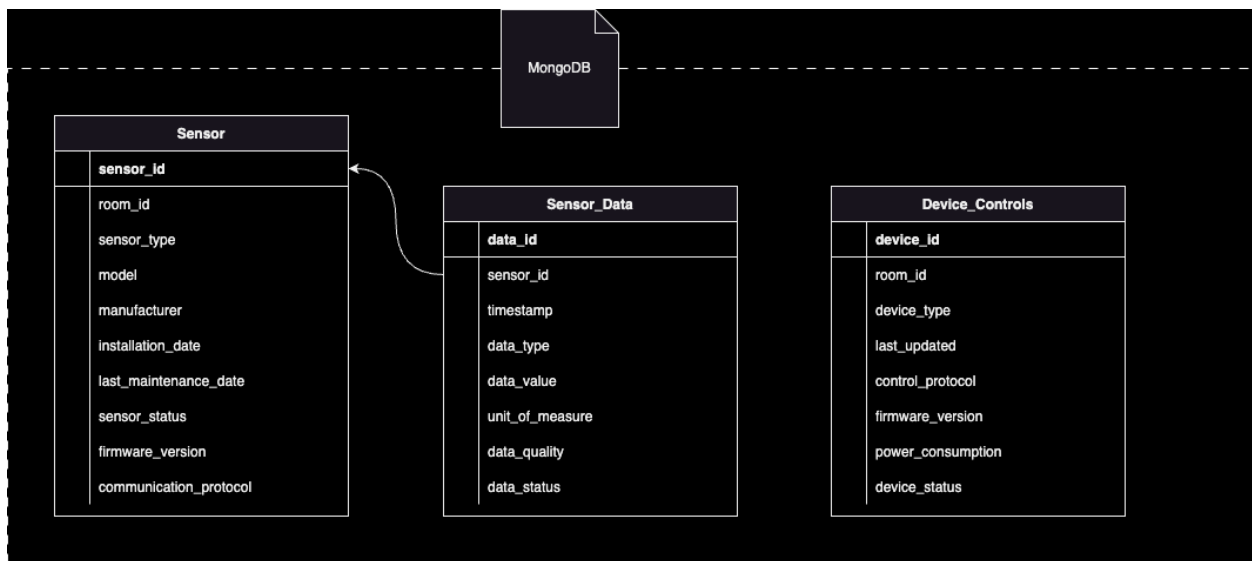 MongoDB
Sensor
sensor_id
room_id
sensor_type
model
manufacturer
installation_date
last_maintenance_date
sensor_status
firmware_version
communication_protocol
Sensor_Data
data_id
sensor_id
timestamp
data_type
data_value
unit_of_measure
data_quality
data_status
Device_Controls
device_id
room_id
device_type
last_updated
control_protocol
firmware_version
power_consumption
device_status